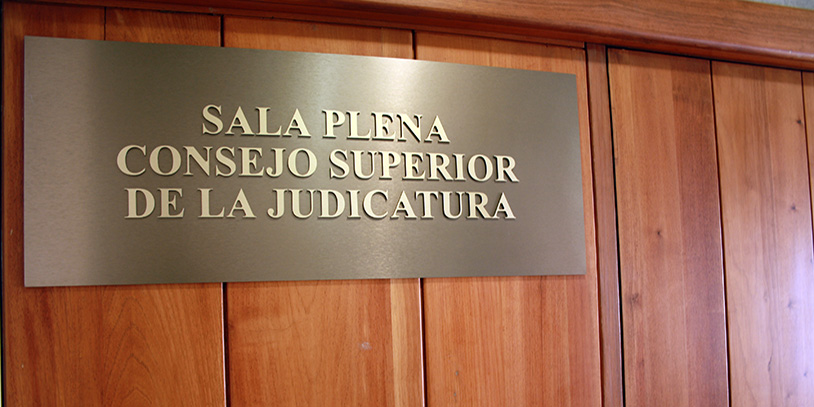 SALA PLENA
CONSEJO SUPERIOR
DE LA JUDICATURA